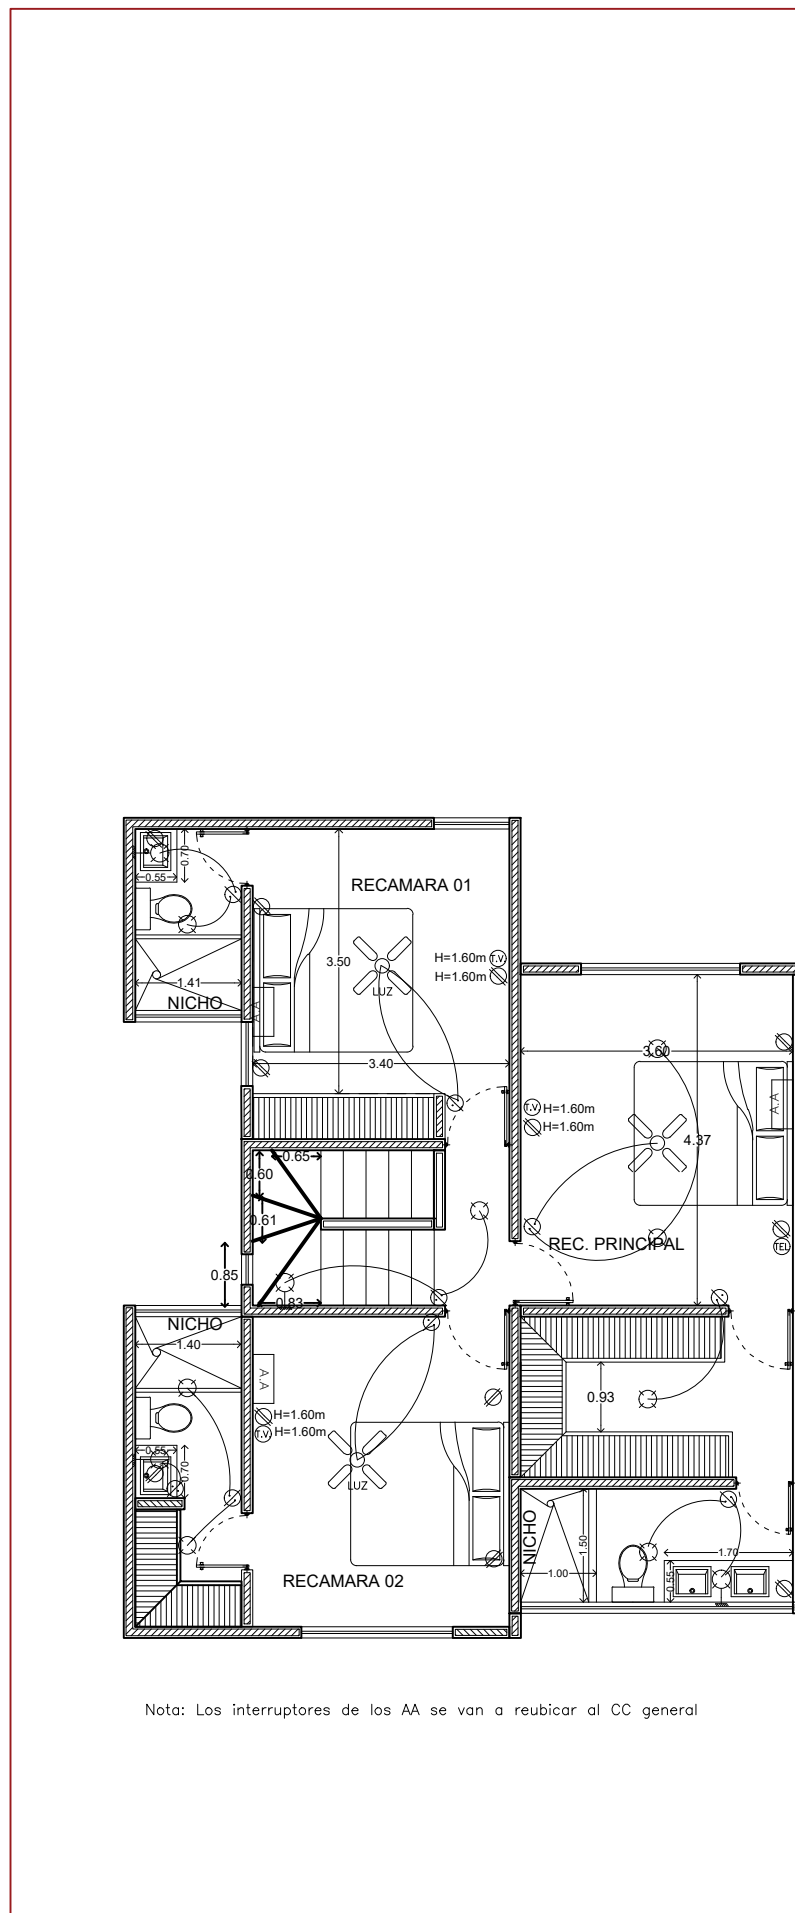 0.70
0.55
RECAMARA 01
H=1.60m T.V.
3.50
H=1.60m
1.41
LUZ
NICHO
A.A
3.60
3.40
A.A
T.V. H=1.60m
H=1.60m
4.37
0.65
0.60
0.61
REC. PRINCIPAL
TEL
0.85
0.83
NICHO
1.40
A.A
0.93
H=1.60m
T.V. H=1.60m
0.55
0.70
LUZ
NICHO
1.50
1.70
1.00
0.55
RECAMARA 02
Nota: Los interruptores de los AA se van a reubicar al CC general